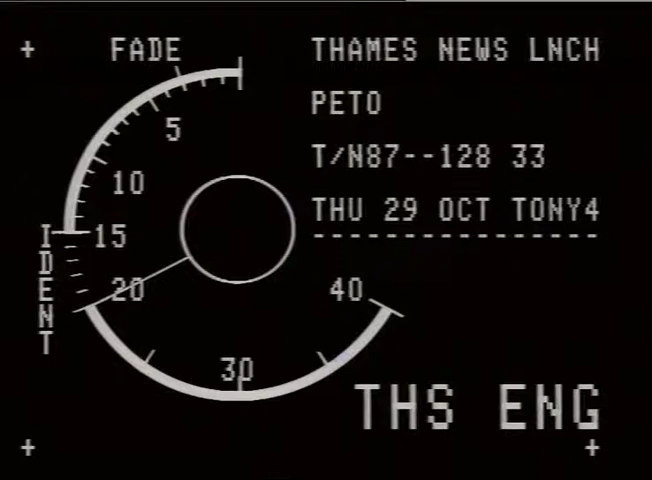 FADE
THAMES NEWS LNCH
PETO
T/N87--128 33
THU 29 OCT TONY4
----------------
5
10
15
20
30
40
IDENT
THS ENG